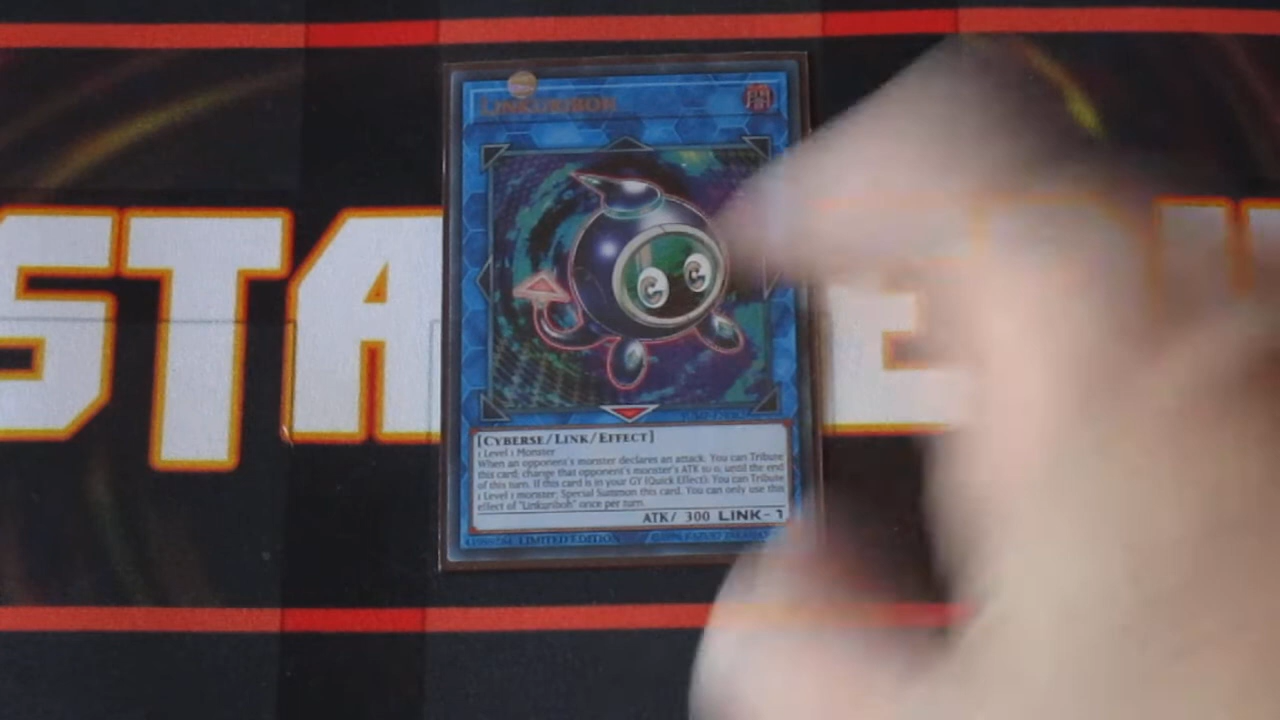 LINKURIBOH
STA E
[CYBERSE/LINK/EFFECT]
1 Level 1 Monster
When an opponent's monster declares an attack: You can Tribute
this card; change that opponent's monster's ATK to 0, until the end
of this turn. If this card is in your GY (Quick Effect): You can Tribute
1 Level 1 monster; Special Summon this card. You can only use this
effect of "Linkuriboh" once per turn.
ATK/ 300 LINK-1
LIMITED EDITION